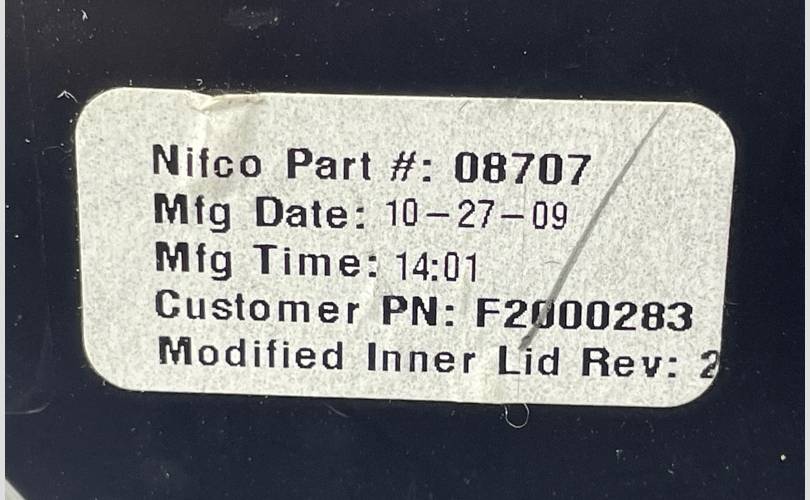 Nifco Part #: 08707
Mfg Date: 10-27-09
Mfg Time: 14:01
Customer PN: F2000283
Modified Inner Lid Rev: 2